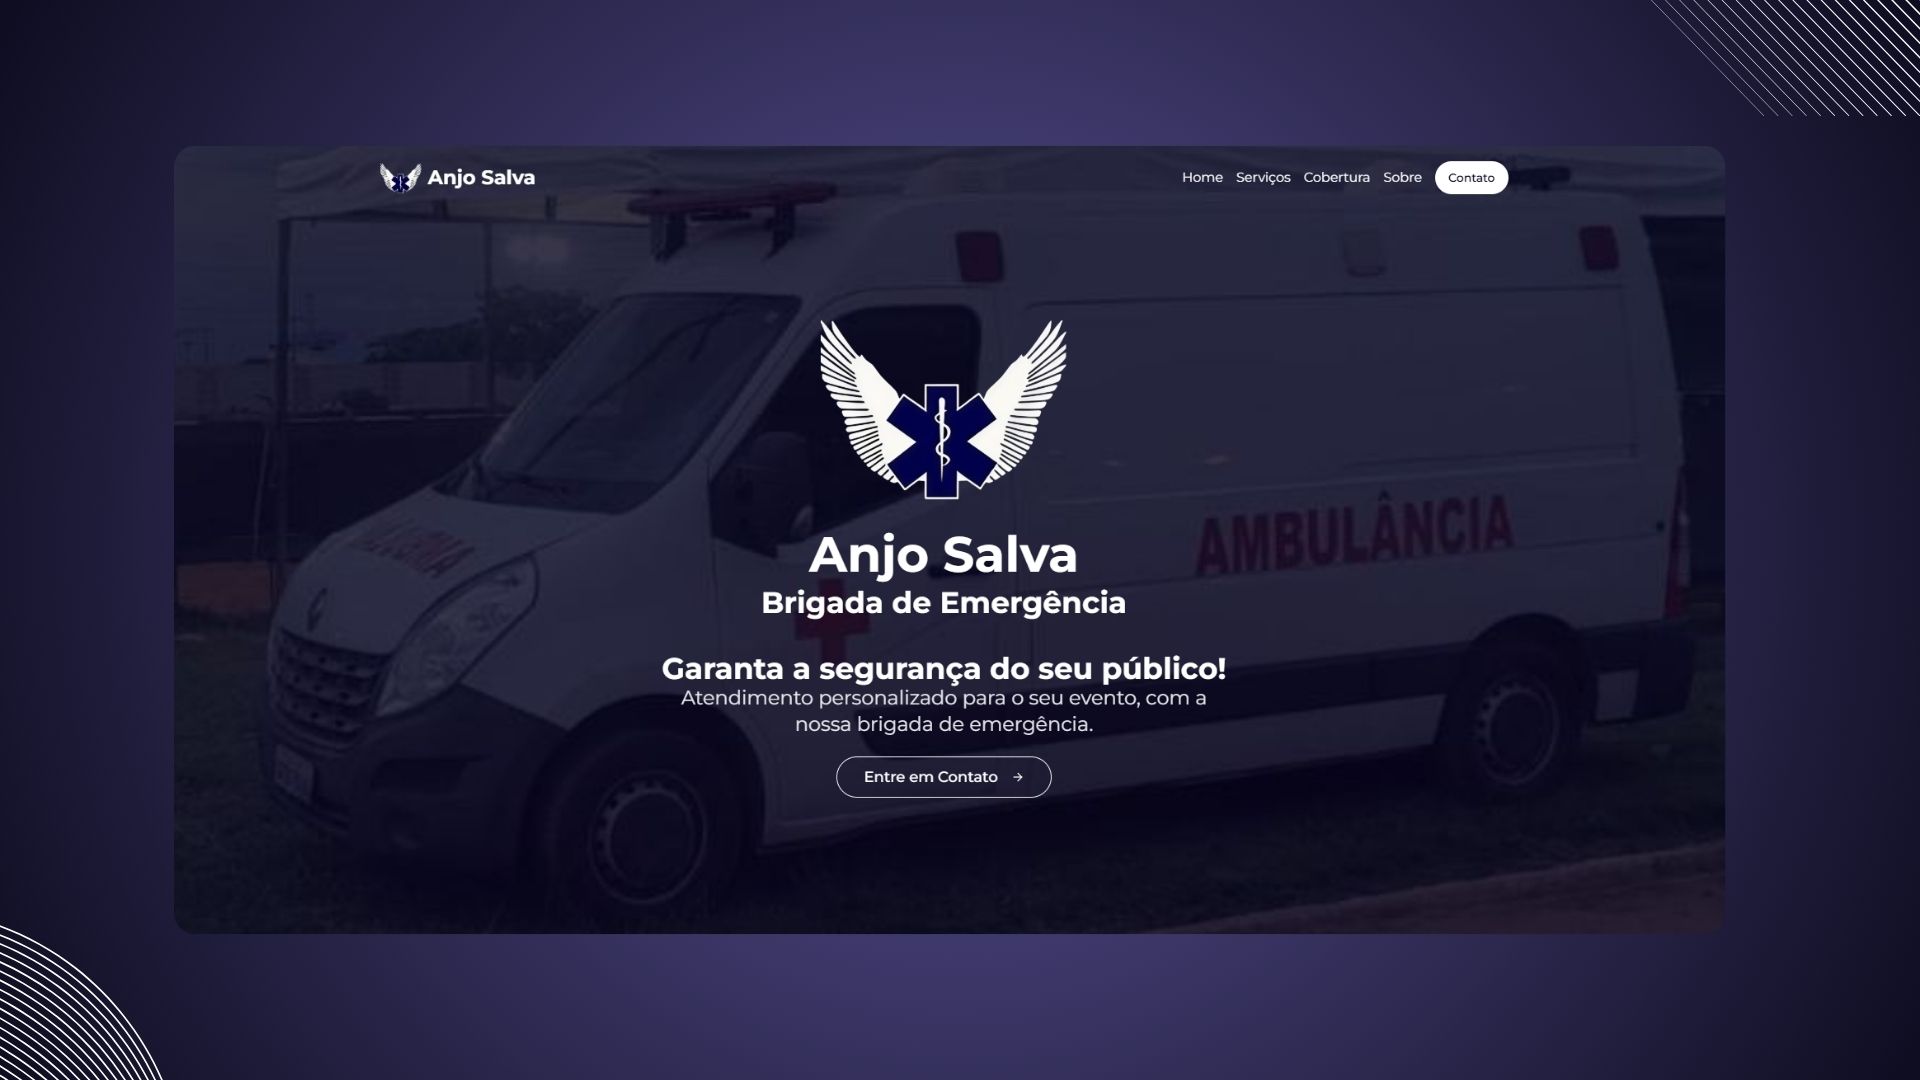 Anjo Salva
Home Serviços Cobertura Sobre Contato
AMBULÂNCIA
Anjo Salva
Brigada de Emergência
Garanta a segurança do seu público!
Atendimento personalizado para o seu evento, com a
nossa brigada de emergência.
Entre em Contato →